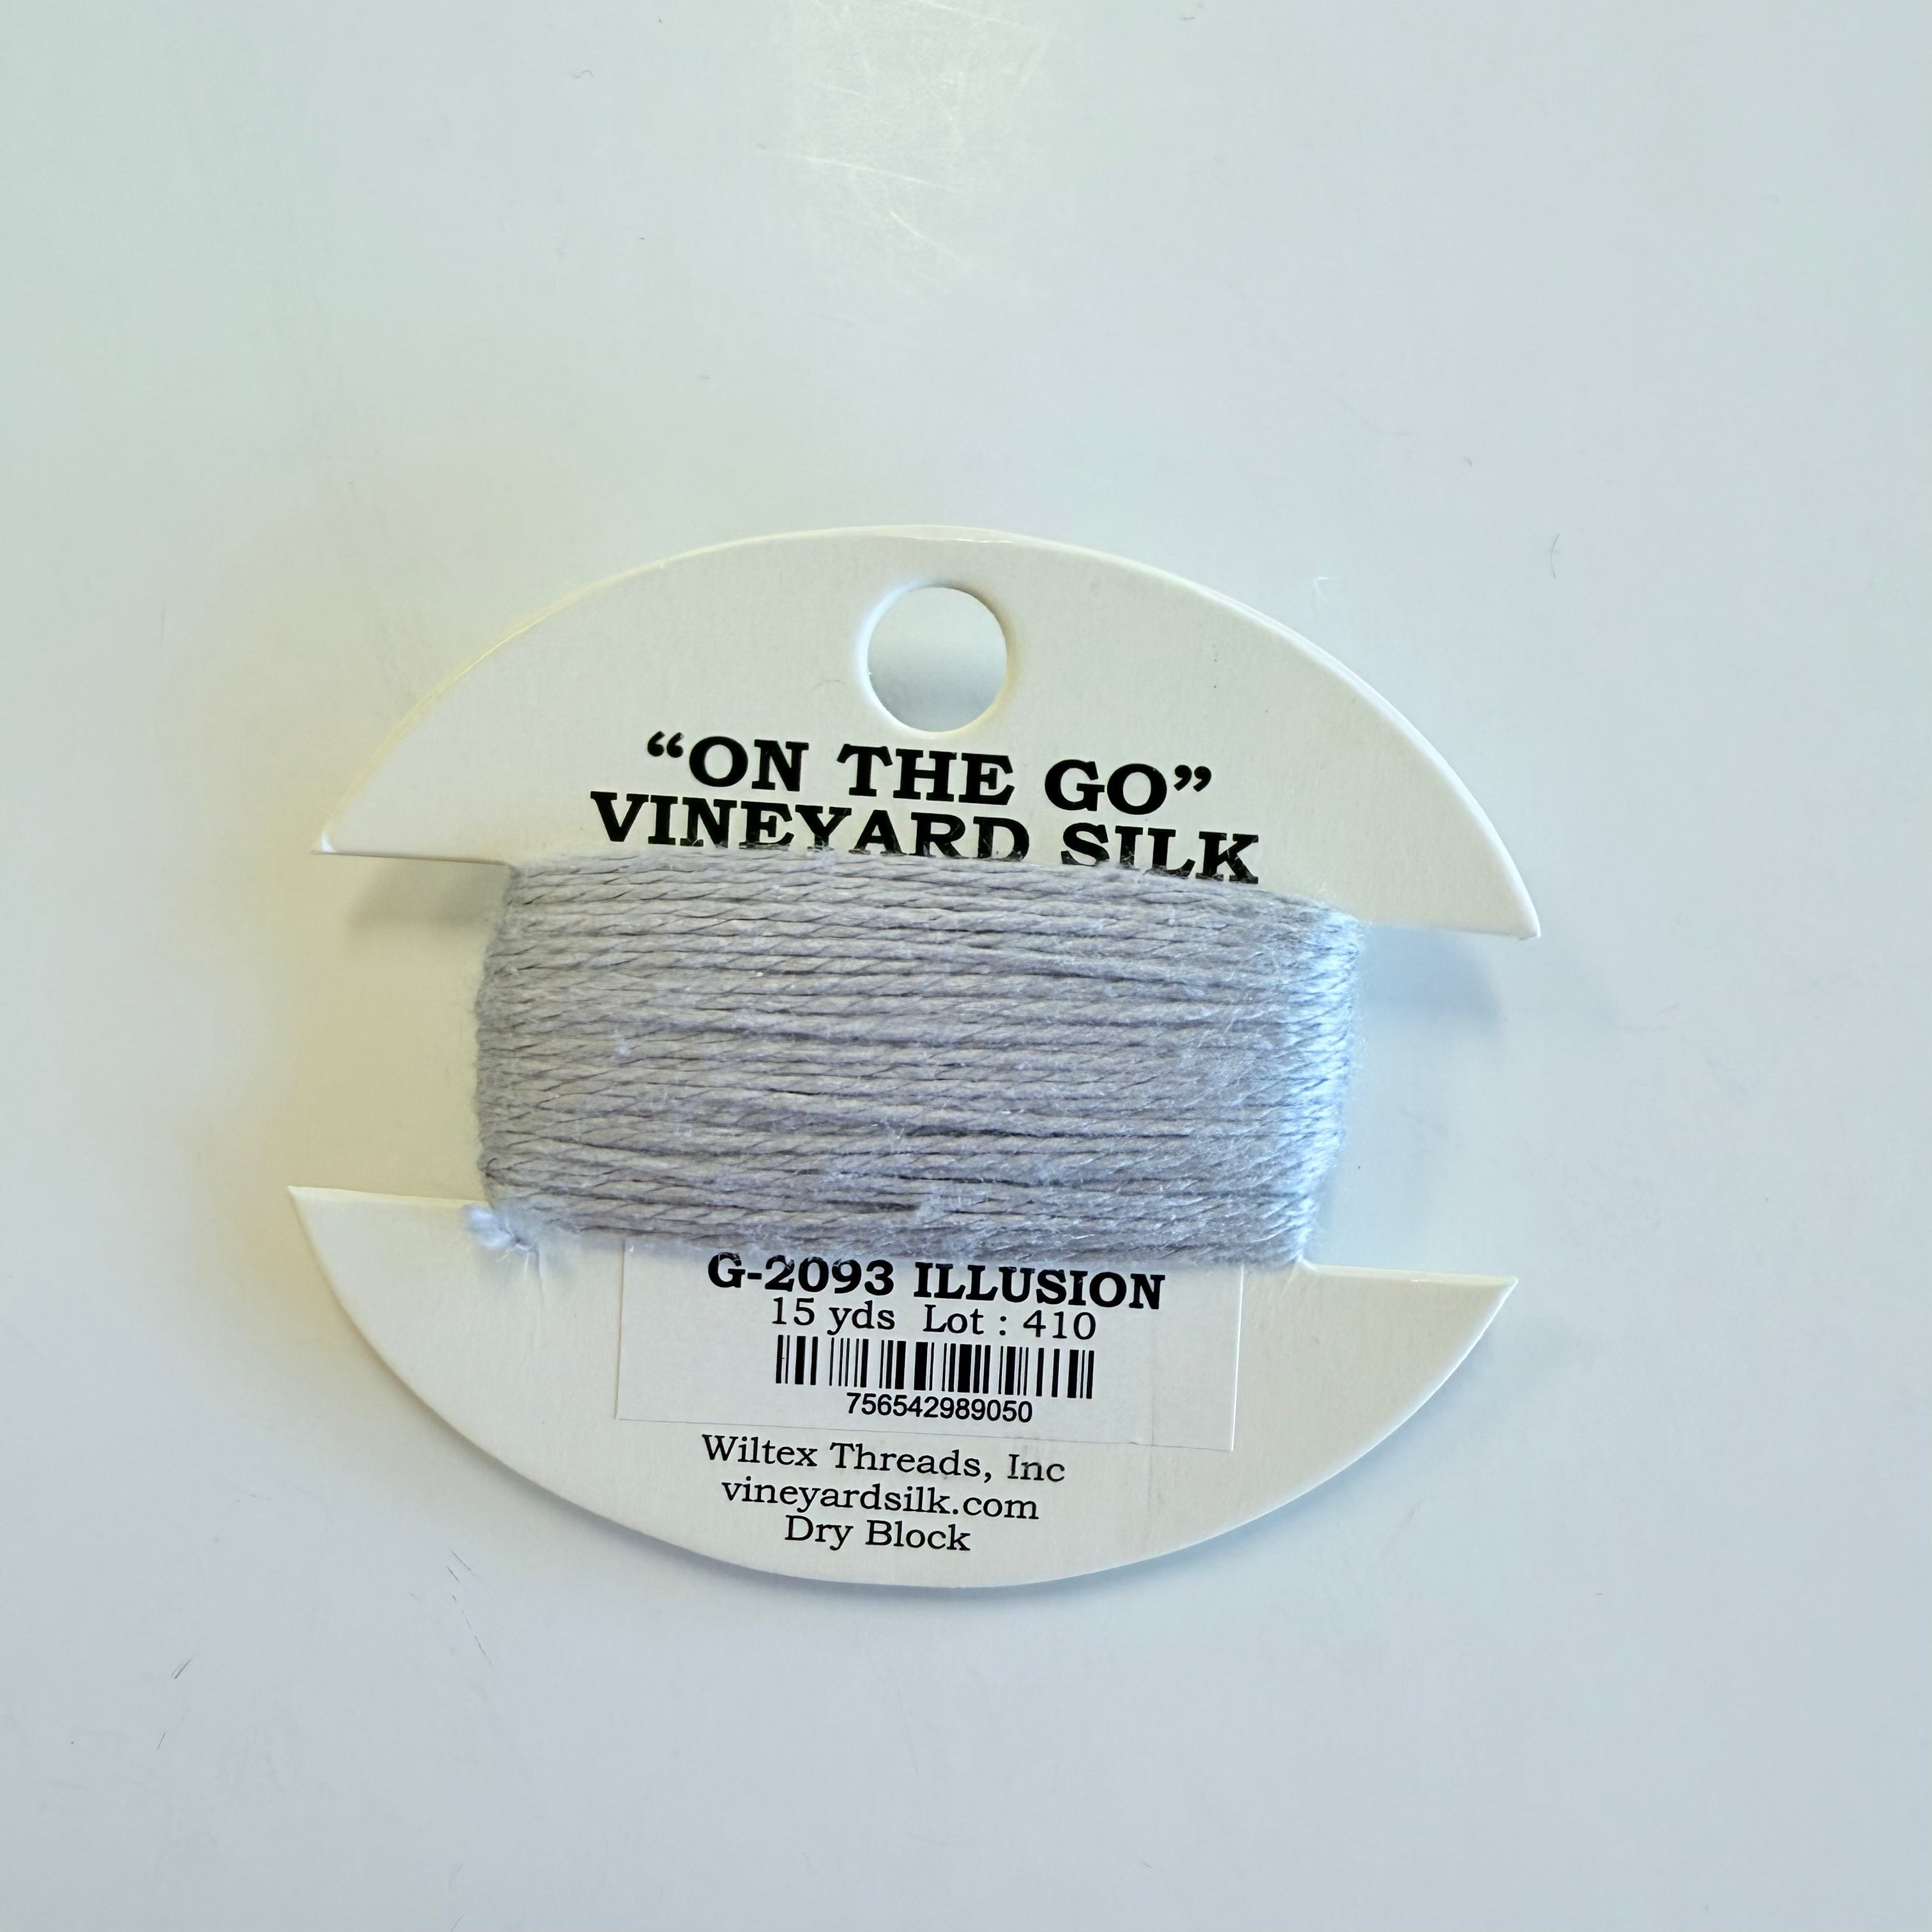 “ON THE GO”
VINEYARD SILK
G-2093 ILLUSION
15 yds Lot : 410
756542989050
Wiltex Threads, Inc
vineyardsilk.com
Dry Block